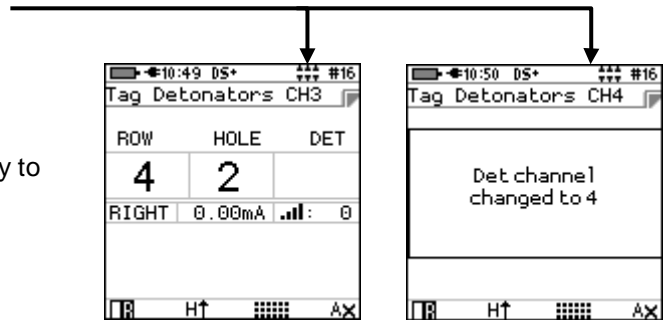 10:49 DS+ #16
Tag Detonators CH3
ROW HOLE DET
4 2
RIGHT 0.00mA : 0
R H↑ AX
10:50 DS+ #16
Tag Detonators CH4
Det channel
changed to 4
R H↑ AX
y to